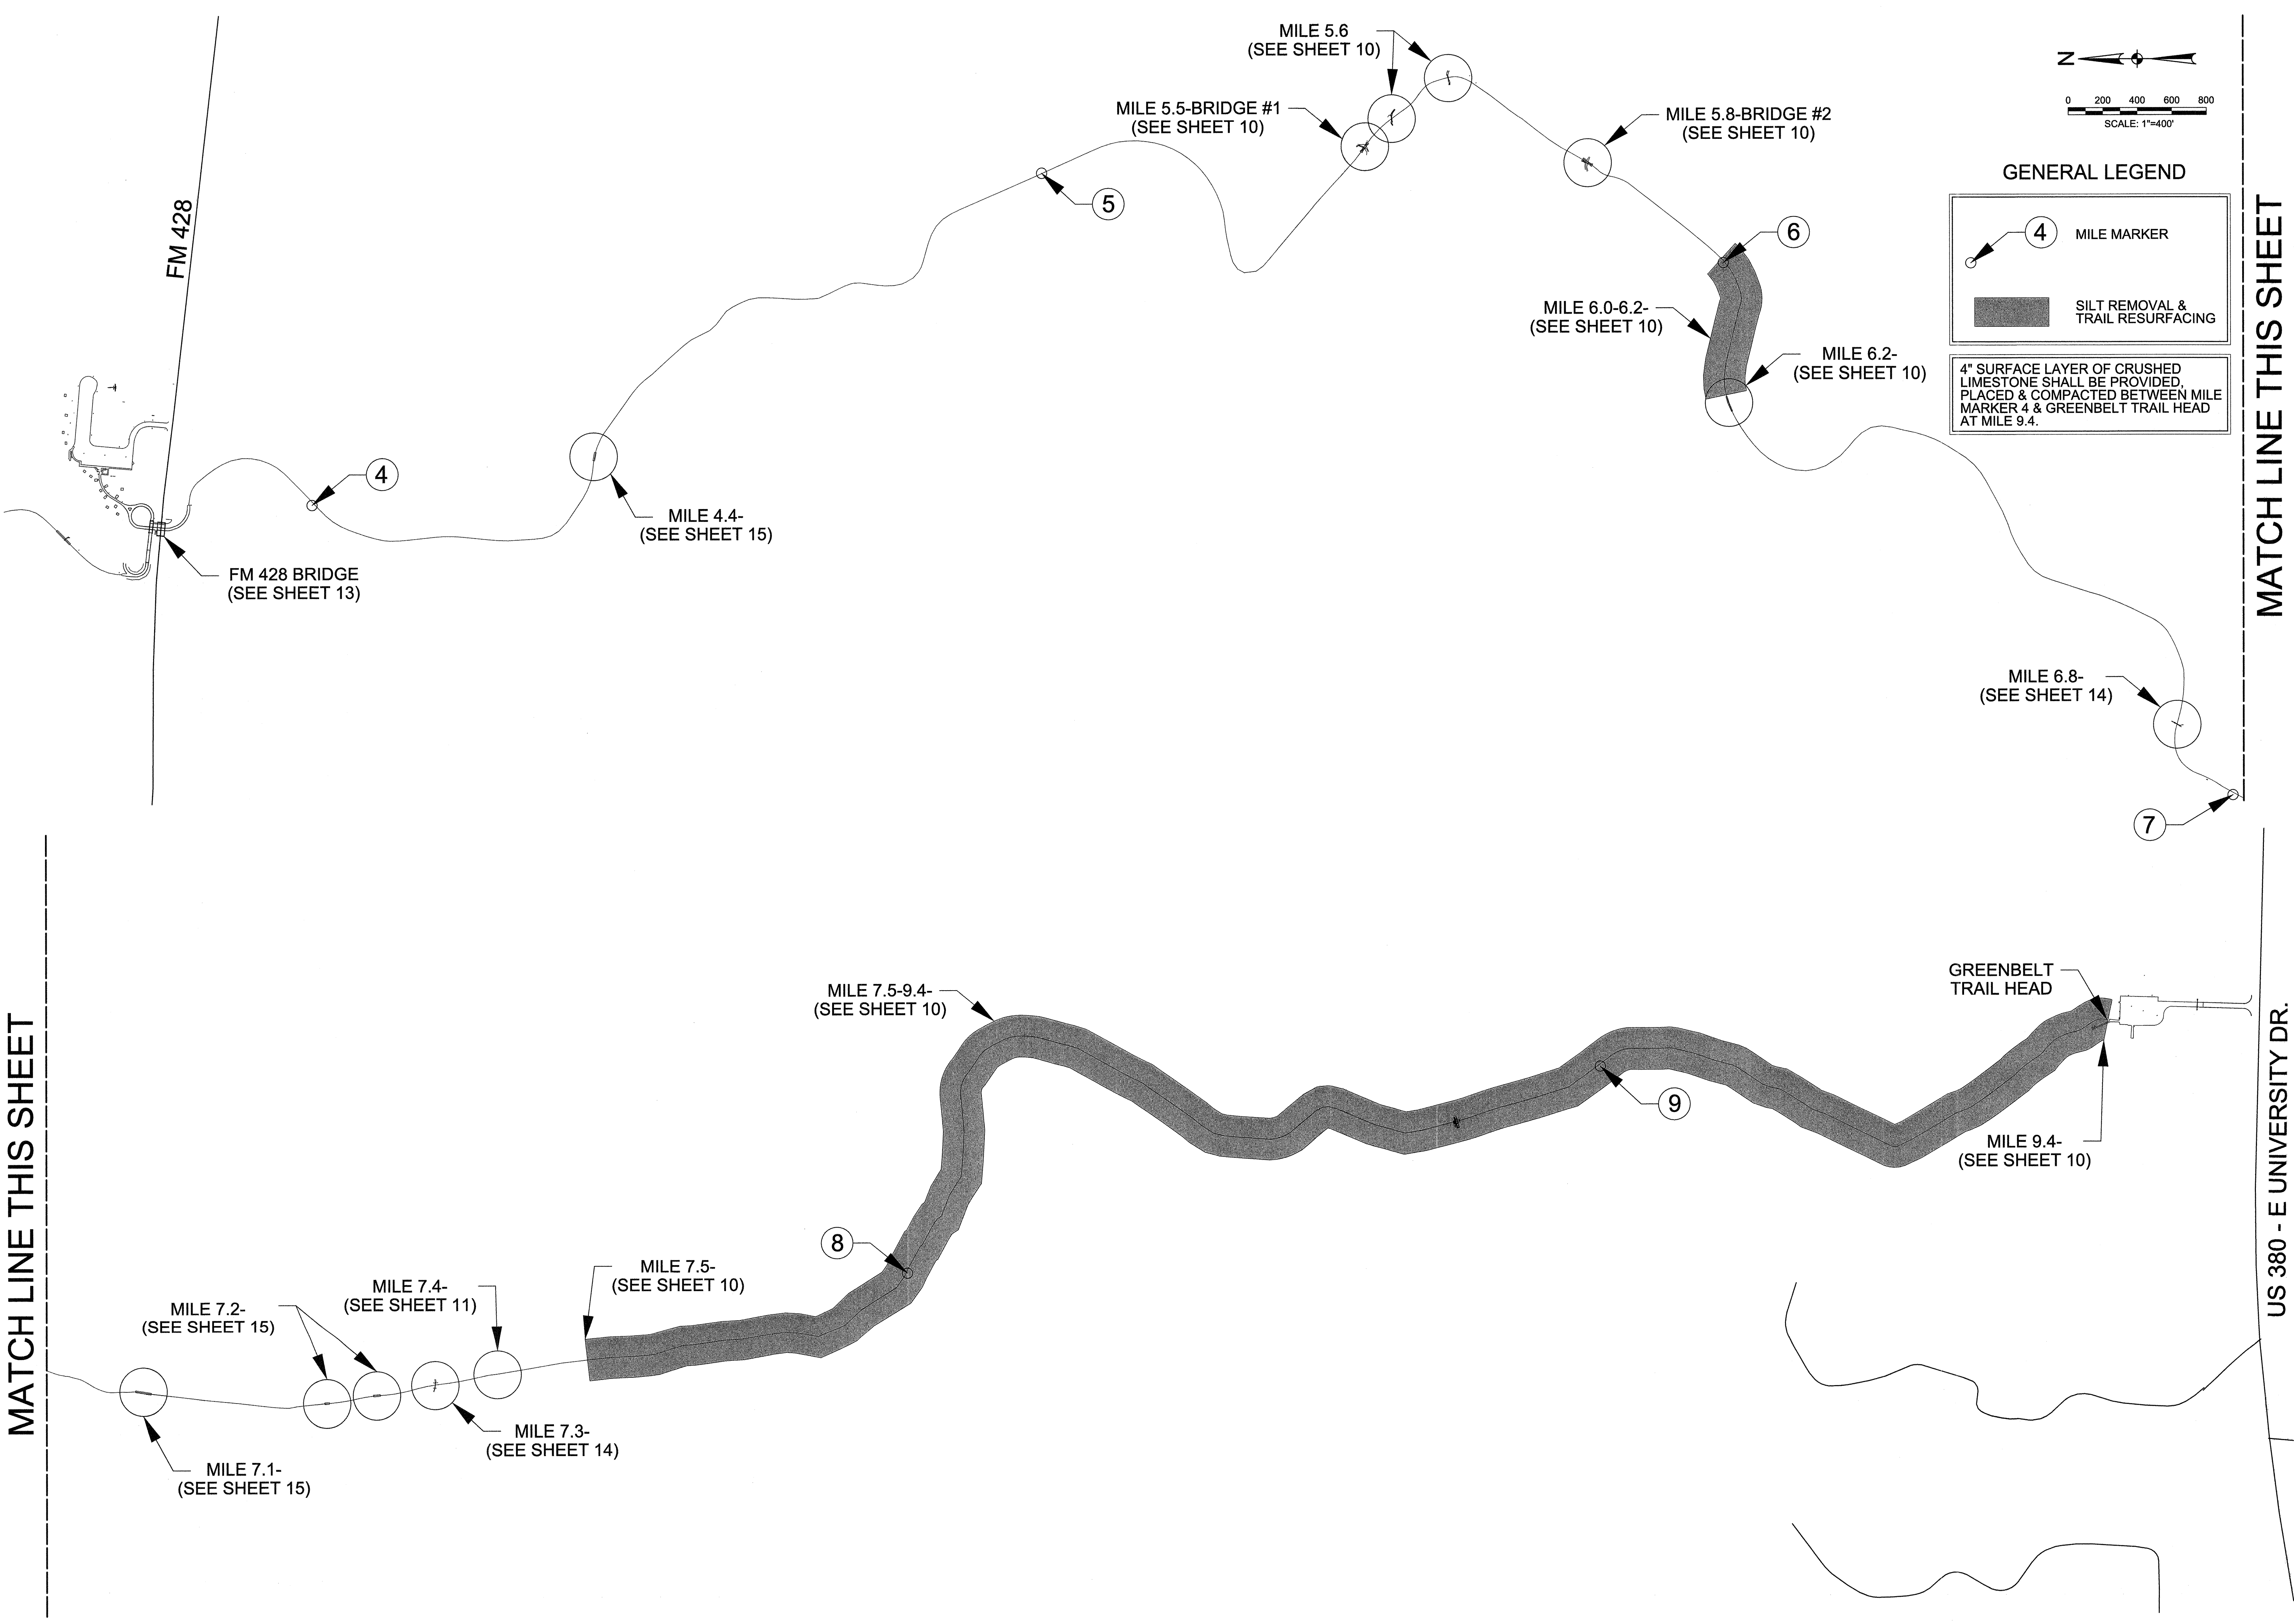 MILE 5.6
(SEE SHEET 10)
MILE 5.5-BRIDGE #1
(SEE SHEET 10)
MILE 5.8-BRIDGE #2
(SEE SHEET 10)
N
0 200 400 600 800
SCALE: 1"=400'
GENERAL LEGEND
4
MILE MARKER
SILT REMOVAL &
TRAIL RESURFACING
4" SURFACE LAYER OF CRUSHED
LIMESTONE SHALL BE PROVIDED,
PLACED & COMPACTED BETWEEN MILE
MARKER 4 & GREENBELT TRAIL HEAD
AT MILE 9.4.
MATCH LINE THIS SHEET
FM 428
5
6
MILE 6.0-6.2-
(SEE SHEET 10)
MILE 6.2-
(SEE SHEET 10)
4
MILE 4.4-
(SEE SHEET 15)
FM 428 BRIDGE
(SEE SHEET 13)
MILE 6.8-
(SEE SHEET 14)
7
MATCH LINE THIS SHEET
MILE 7.5-9.4-
(SEE SHEET 10)
GREENBELT
TRAIL HEAD
9
MILE 9.4-
(SEE SHEET 10)
US 380 - E UNIVERSITY DR.
8
MILE 7.5-
(SEE SHEET 10)
MILE 7.4-
(SEE SHEET 11)
MILE 7.2-
(SEE SHEET 15)
MILE 7.3-
(SEE SHEET 14)
MILE 7.1-
(SEE SHEET 15)